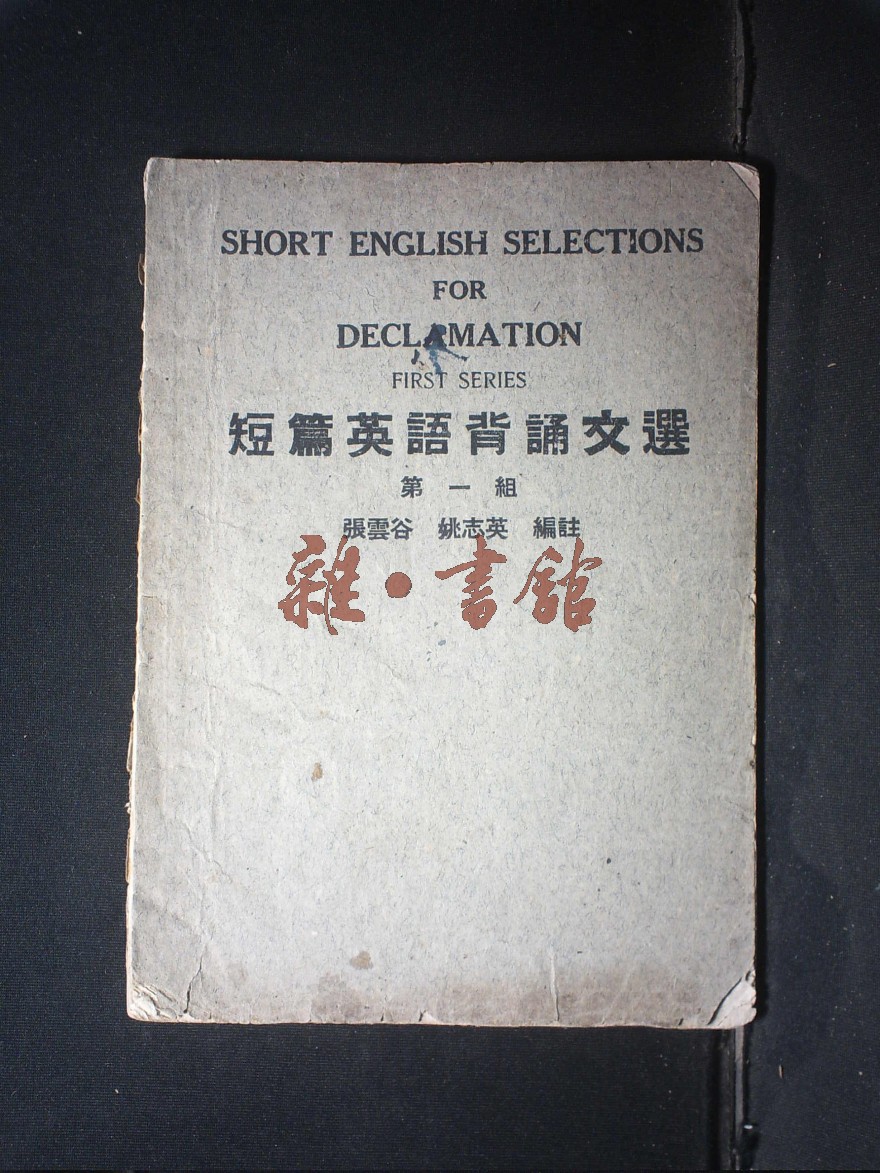 SHORT ENGLISH SELECTIONS
FOR
DECLAMATION
FIRST SERIES
短篇英語背誦文選
第一組
張雲谷 姚志英 編註
雜·書館